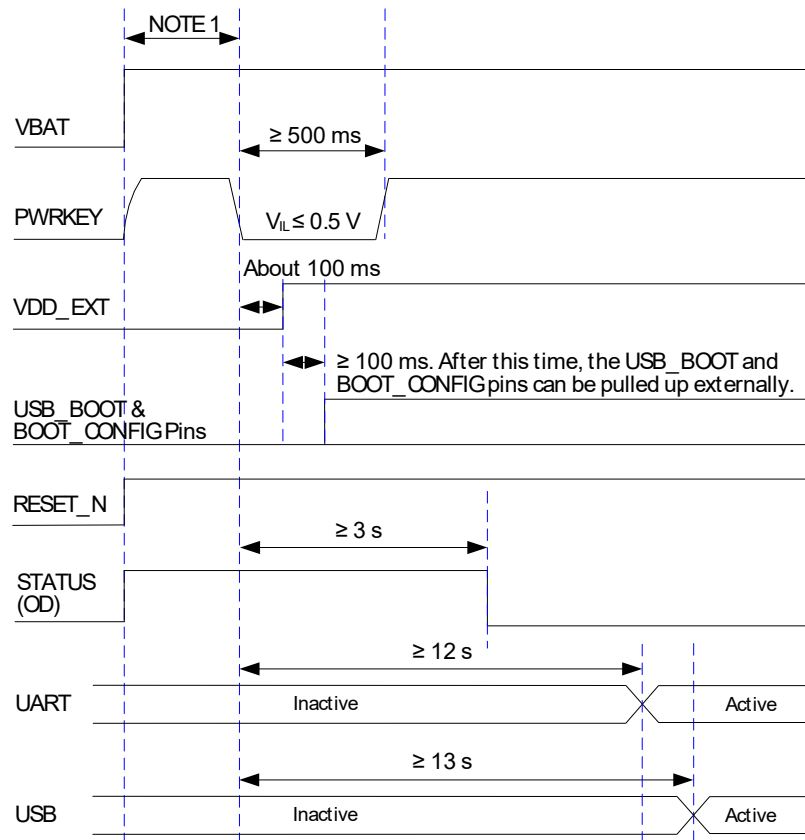 NOTE 1
VBAT
≥ 500 ms
PWRKEY
VIL ≤ 0.5 V
About 100 ms
VDD_EXT
≥ 100 ms. After this time, the USB_BOOT and
BOOT_CONFIG pins can be pulled up externally.
USB_BOOT &
BOOT_CONFIG Pins
RESET_N
≥ 3 s
STATUS
(OD)
≥ 12 s
UART
Inactive
Active
≥ 13 s
USB
Inactive
Active